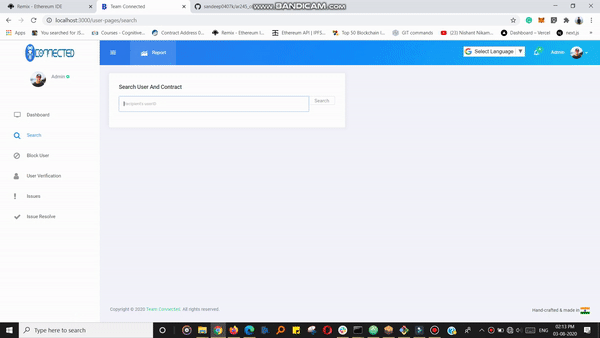 Remix - Ethereum IDE
Team Connected
www.BANDICAM.com
localhost:3000/user-pages/search
Apps
You searched for iS...
Courses - Cognitive...
Contract Address 0...
Remix - Ethereum I...
Ethereum API | IPFS...
Top 50 Blockchain I...
GIT commands
(23) Nishant Nikam...
Dashboard – Vercel
next.js
CONNECTED
Report
Select Language
Admin
Admin
Dashboard
Search
Block User
User Verification
Issues
Issue Resolve
Search User And Contract
Search
Copyright © 2020 Team Connected. All rights reserved.
Hand-crafted & made in
Type here to search
ENG
02:13 PM
03-08-2020